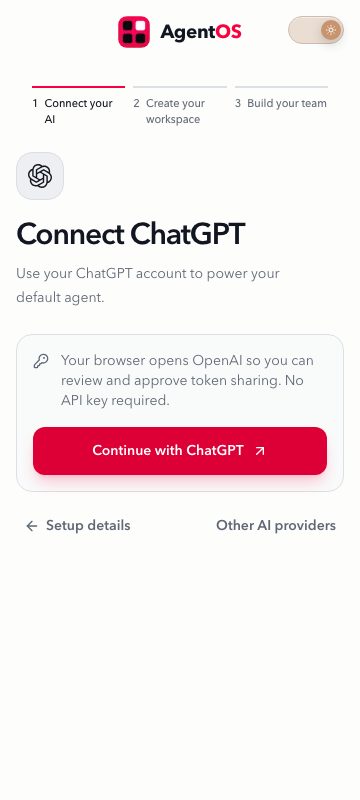 AgentOS
1 Connect your
AI
2 Create your
workspace
3 Build your team
Connect ChatGPT
Use your ChatGPT account to power your
default agent.
Your browser opens OpenAI so you can
review and approve token sharing. No
API key required.
Continue with ChatGPT
Setup details
Other AI providers